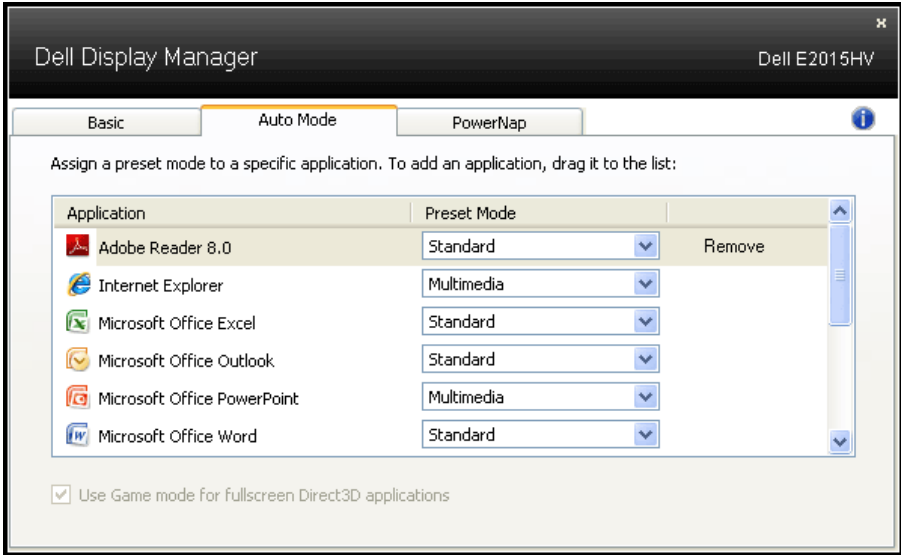 Dell Display Manager
Dell E2015HV
Basic
Auto Mode
PowerNap
Assign a preset mode to a specific application. To add an application, drag it to the list:
Application Preset Mode
Adobe Reader 8.0 Standard Remove
Internet Explorer Multimedia
Microsoft Office Excel Standard
Microsoft Office Outlook Standard
Microsoft Office PowerPoint Multimedia
Microsoft Office Word Standard
Use Game mode for fullscreen Direct3D applications